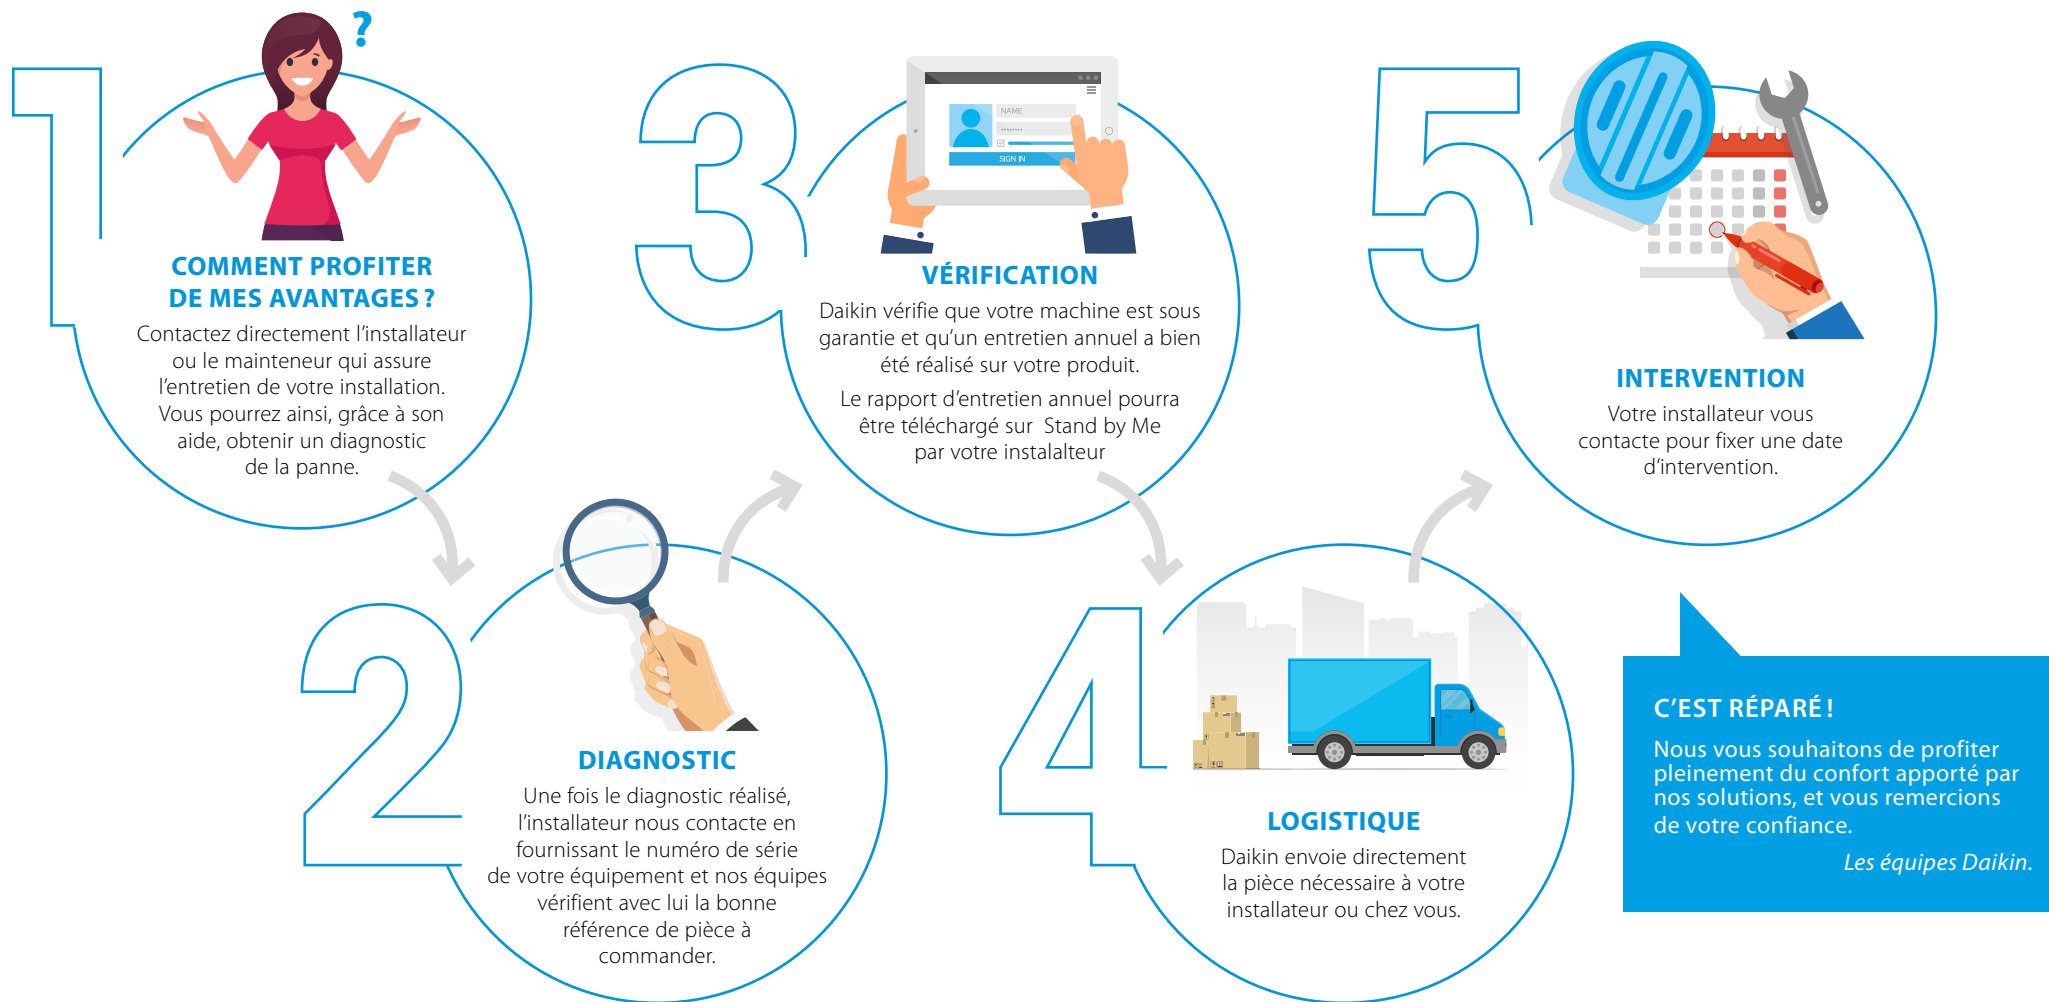 1
?
COMMENT PROFITER
DE MES AVANTAGES ?
Contactez directement l’installateur
ou le mainteneur qui assure
l’entretien de votre installation.
Vous pourrez ainsi, grâce à son
aide, obtenir un diagnostic
de la panne.
2
DIAGNOSTIC
Une fois le diagnostic réalisé,
l’installateur nous contacte en
fournissant le numéro de série
de votre équipement et nos équipes
vérifient avec lui la bonne
référence de pièce à
commander.
3
NAME
********
SIGN IN
VÉRIFICATION
Daikin vérifie que votre machine est sous
garantie et qu’un entretien annuel a bien
été réalisé sur votre produit.
Le rapport d’entretien annuel pourra
être téléchargé sur  Stand by Me
par votre instalalteur
4
LOGISTIQUE
Daikin envoie directement
la pièce nécessaire à votre
installateur ou chez vous.
5
INTERVENTION
Votre installateur vous
contacte pour fixer une date
d’intervention.
C’EST RÉPARÉ !
Nous vous souhaitons de profiter
pleinement du confort apporté par
nos solutions, et vous remercions
de votre confiance.
Les équipes Daikin.